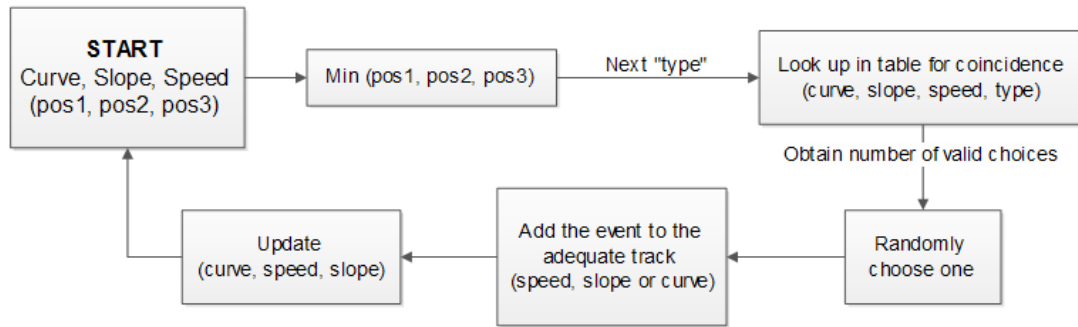 START
Curve, Slope, Speed
(pos1, pos2, pos3)
Min (pos1, pos2, pos3)
Next "type"
Look up in table for coincidence
(curve, slope, speed, type)
Obtain number of valid choices
Randomly
choose one
Add the event to the
adequate track
(speed, slope or curve)
Update
(curve, speed, slope)